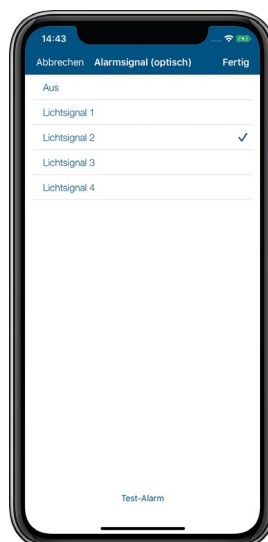 14:43
Abbrechen Alarmsignal (optisch) Fertig
Aus
Lichtsignal 1
Lichtsignal 2
Lichtsignal 3
Lichtsignal 4
Test-Alarm